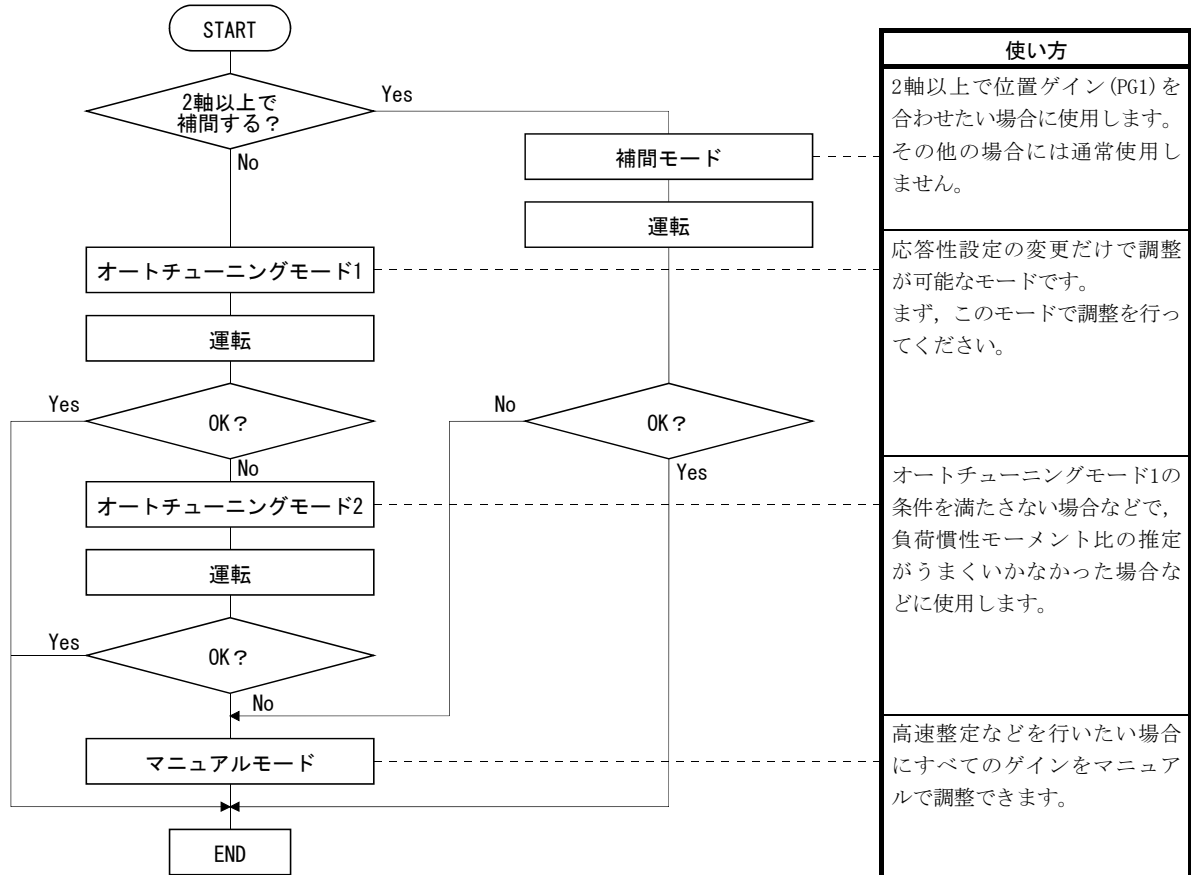 START
2軸以上で
補間する？
Yes
No
補間モード
運転
オートチューニングモード1
運転
Yes
OK？
No
No
OK？
Yes
オートチューニングモード2
運転
Yes
OK？
No
マニュアルモード
END
使い方
2軸以上で位置ゲイン(PG1)を
合わせたい場合に使用します。
その他の場合には通常使用し
ません。
応答性設定の変更だけで調整
が可能なモードです。
まず，このモードで調整を行っ
てください。
オートチューニングモード1の
条件を満たさない場合などで，
負荷慣性モーメント比の推定
がうまくいかなかった場合な
どに使用します。
高速整定などを行いたい場合
にすべてのゲインをマニュア
ルで調整できます。